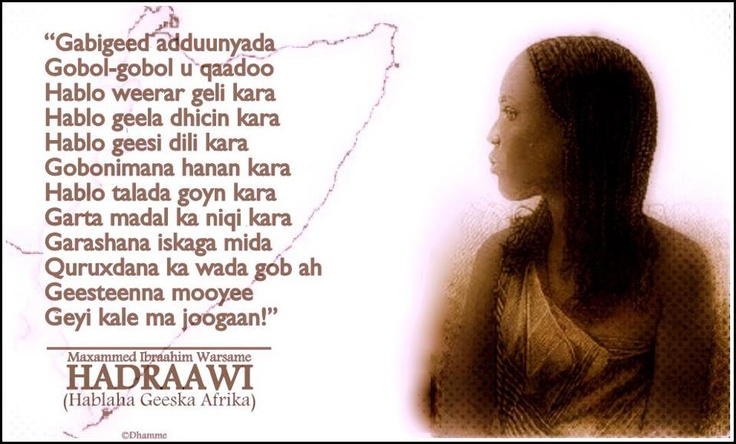 “Gabigeed adduunyada
Gobol-gobol u qaadoo
Hablo weerar geli kara
Hablo geela dhicin kara
Hablo geesi dili kara
Gobonimana hanan kara
Hablo talada goyn kara
Garta madal ka niqi kara
Garashana iskaga mida
Quruxdana ka wada gob ah
Geesteenna mooyee
Geyi kale ma joogaan!”
Maxammed Ibraahim Warsame
HADRAAWI
(Hablaha Geeska Afrika)
©Dhamme